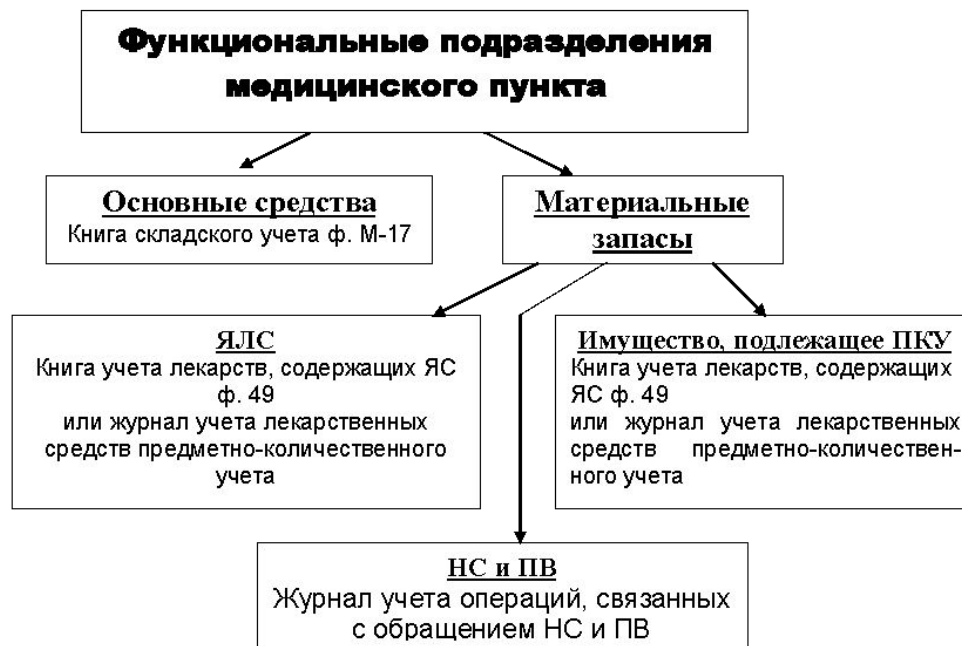 Функциональные подразделения
медицинского пункта
Основные средства
Книга складского учета ф. М-17
Материальные
запасы
ЯЛС
Книга учета лекарств, содержащих ЯС
ф. 49
или журнал учета лекарственных
средств предметно-количественного
учета
Имущество, подлежащее ПКУ
Книга учета лекарств, содержащих
ЯС ф. 49
или журнал учета лекарственных
средств предметно-количествен-
ного учета
НС и ПВ
Журнал учета операций, связанных
с обращением НС и ПВ